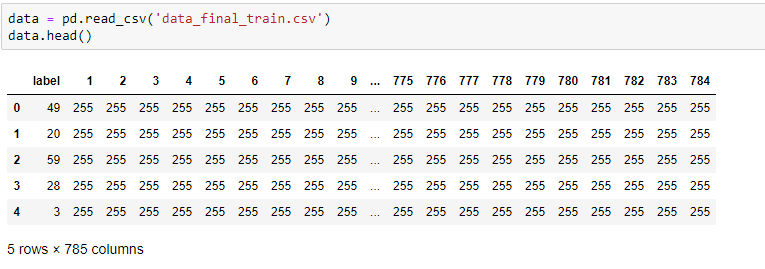 data = pd.read_csv('data_final_train.csv')
data.head()
label 1 2 3 4 5 6 7 8 9 ... 775 776 777 778 779 780 781 782 783 784
0 49 255 255 255 255 255 255 255 255 255 ... 255 255 255 255 255 255 255 255 255 255
1 20 255 255 255 255 255 255 255 255 255 ... 255 255 255 255 255 255 255 255 255 255
2 59 255 255 255 255 255 255 255 255 255 ... 255 255 255 255 255 255 255 255 255 255
3 28 255 255 255 255 255 255 255 255 255 ... 255 255 255 255 255 255 255 255 255 255
4 3 255 255 255 255 255 255 255 255 255 ... 255 255 255 255 255 255 255 255 255 255
5 rows × 785 columns